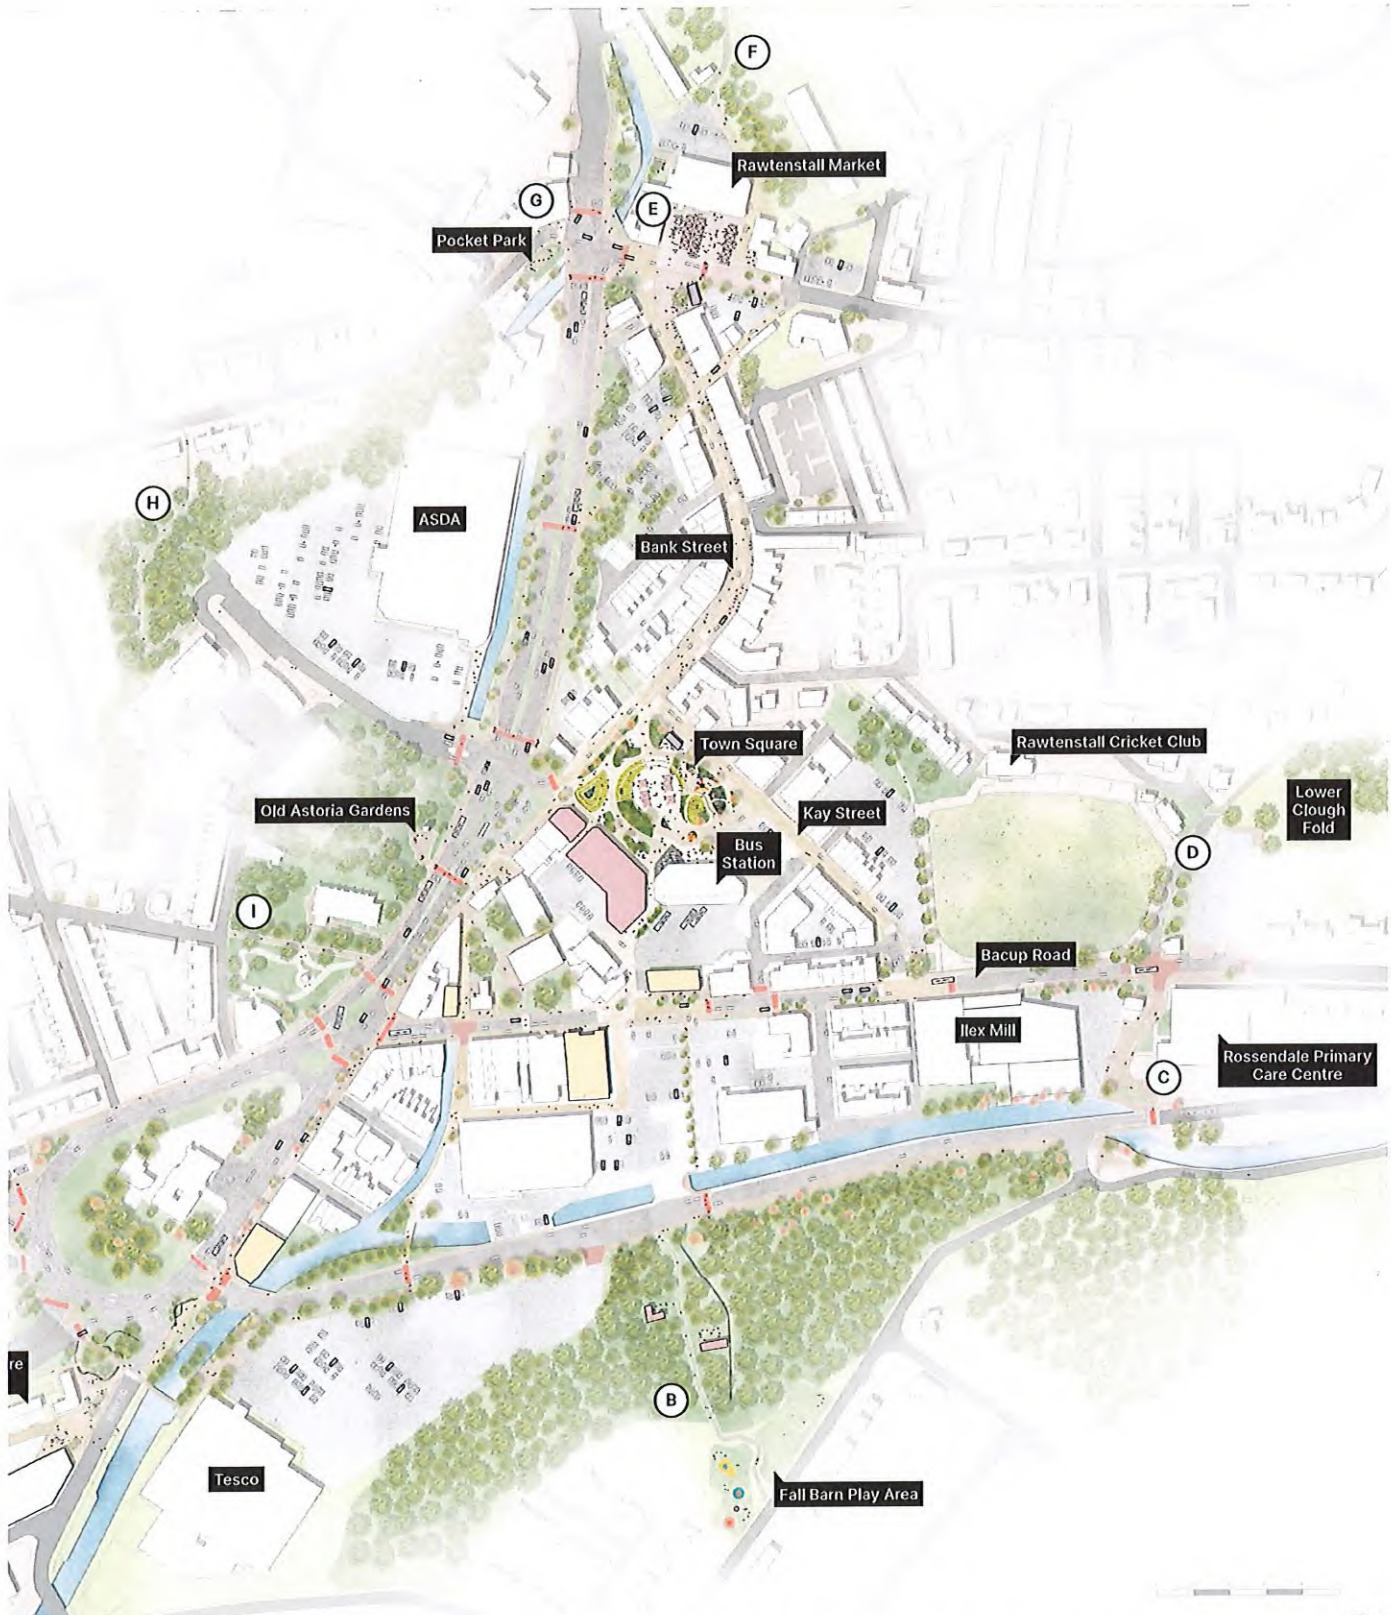 F
Rawtenstall Market
G
E
Pocket Park
H
ASDA
Bank Street
Town Square
Rawtenstall Cricket Club
Old Astoria Gardens
Kay Street
Lower
Clough
Fold
Bus
Station
D
I
Bacup Road
Ilex Mill
Rossendale Primary
Care Centre
C
re
B
Tesco
Fall Barn Play Area